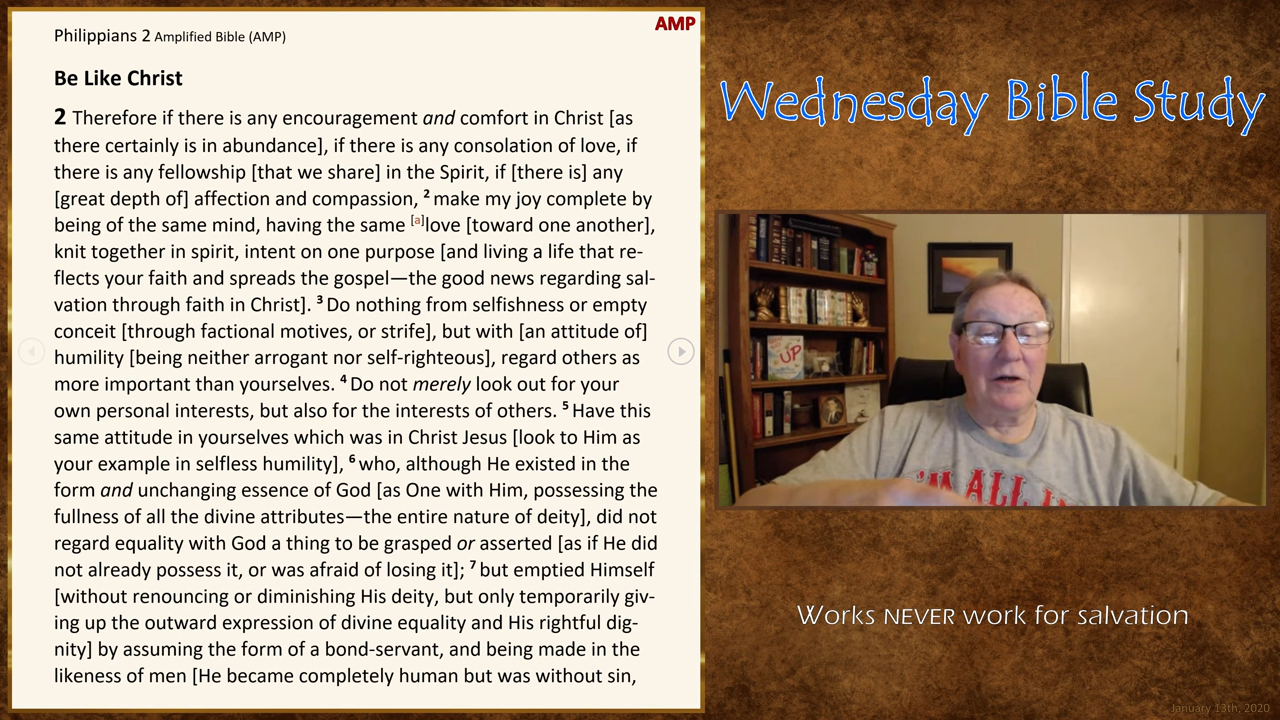 AMP
Philippians 2 Amplified Bible (AMP)
Be Like Christ
2 Therefore if there is any encouragement and comfort in Christ [as
there certainly is in abundance], if there is any consolation of love, if
there is any fellowship [that we share] in the Spirit, if [there is] any
[great depth of] affection and compassion, 2 make my joy complete by
being of the same mind, having the same [a]love [toward one another],
knit together in spirit, intent on one purpose [and living a life that re-
flects your faith and spreads the gospel—the good news regarding sal-
vation through faith in Christ]. 3 Do nothing from selfishness or empty
conceit [through factional motives, or strife], but with [an attitude of]
humility [being neither arrogant nor self-righteous], regard others as
more important than yourselves. 4 Do not merely look out for your
own personal interests, but also for the interests of others. 5 Have this
same attitude in yourselves which was in Christ Jesus [look to Him as
your example in selfless humility], 6 who, although He existed in the
form and unchanging essence of God [as One with Him, possessing the
fullness of all the divine attributes—the entire nature of deity], did not
regard equality with God a thing to be grasped or asserted [as if He did
not already possess it, or was afraid of losing it]; 7 but emptied Himself
[without renouncing or diminishing His deity, but only temporarily giv-
ing up the outward expression of divine equality and His rightful dig-
nity] by assuming the form of a bond-servant, and being made in the
likeness of men [He became completely human but was without sin,
Wednesday Bible Study
UP
I'M ALL
Works NEVER work for salvation
January 13th, 2020